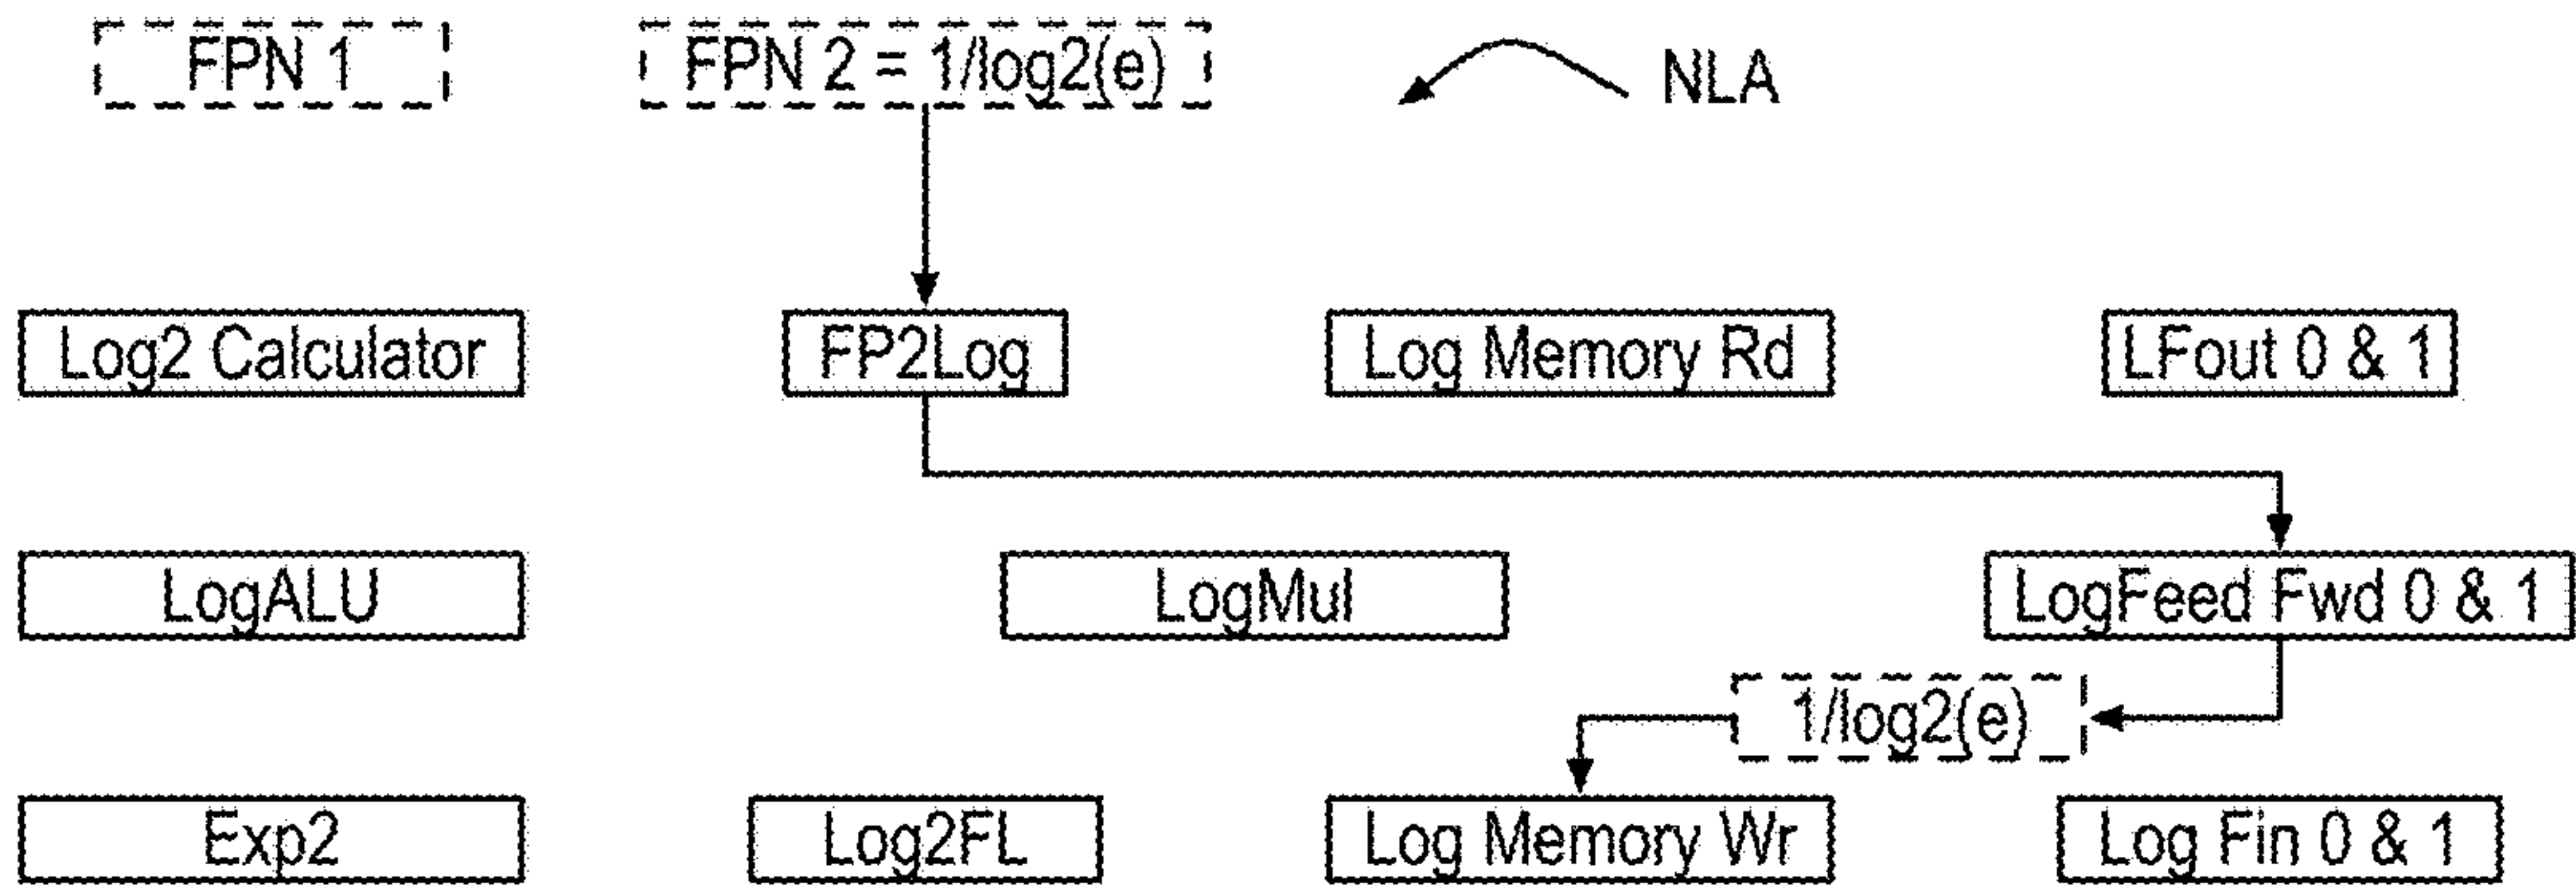 FPN 1
FPN 2 = 1/log2(e)
NLA
Log2 Calculator
FP2Log
Log Memory Rd
LFout 0 & 1
LogALU
LogMul
LogFeed Fwd 0 & 1
1/log2(e)
Exp2
Log2FL
Log Memory Wr
Log Fin 0 & 1